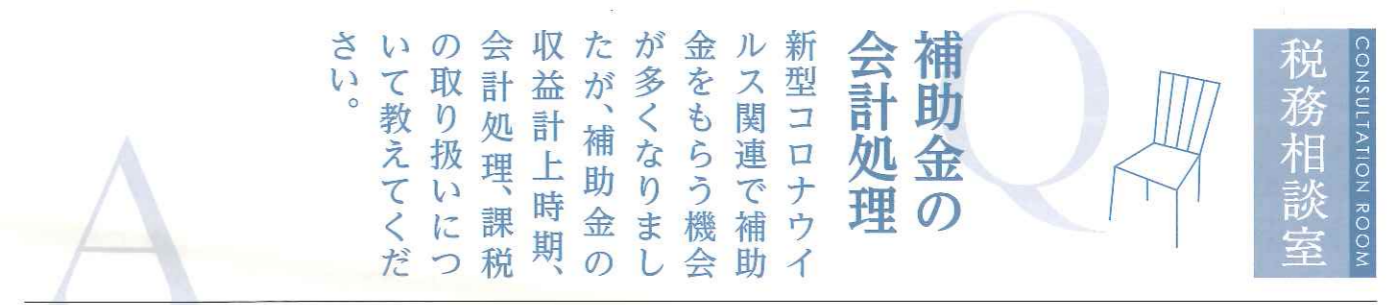 CONSULTATION ROOM
税務相談室
Q
補助金の
会計処理
新型コロナウイ
ルス関連で補助
金をもらう機会
が多くなりまし
たが、補助金の
収益計上時期、
会計処理、課税
の取り扱いにつ
いて教えてくだ
さい。
A